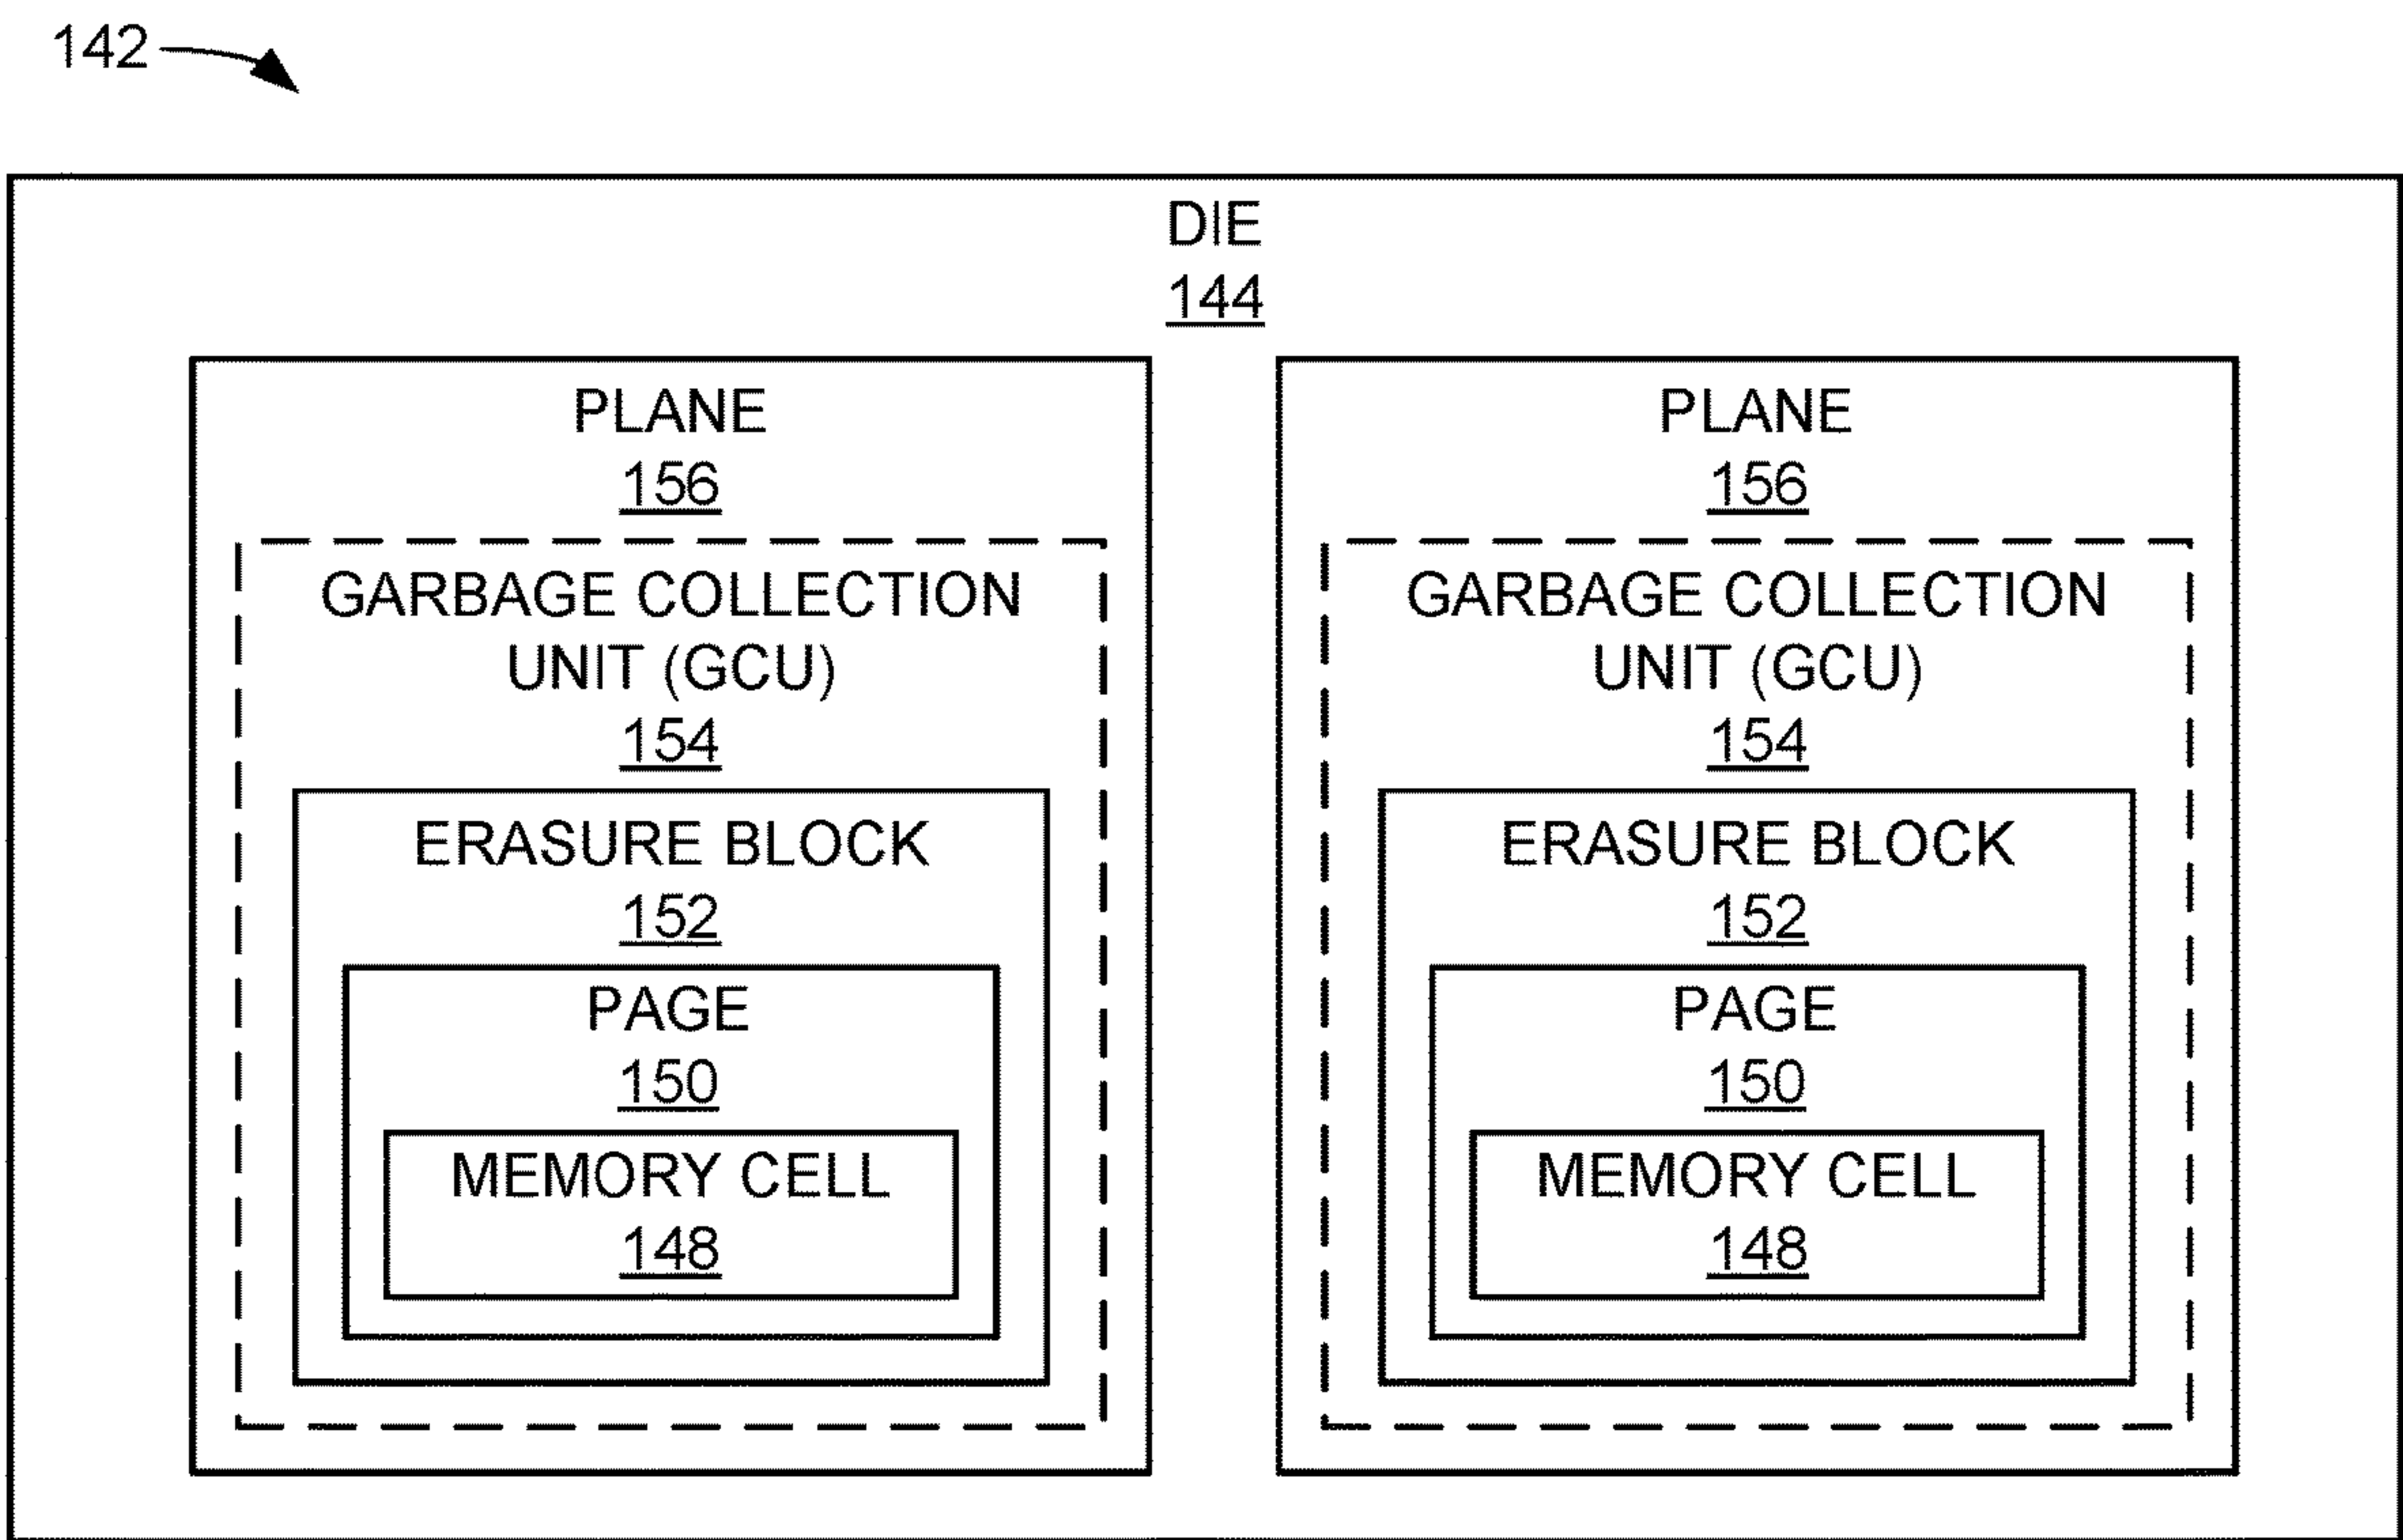 142
DIE
144
PLANE
156
GARBAGE COLLECTION
UNIT (GCU)
154
ERASURE BLOCK
152
PAGE
150
MEMORY CELL
148
PLANE
156
GARBAGE COLLECTION
UNIT (GCU)
154
ERASURE BLOCK
152
PAGE
150
MEMORY CELL
148